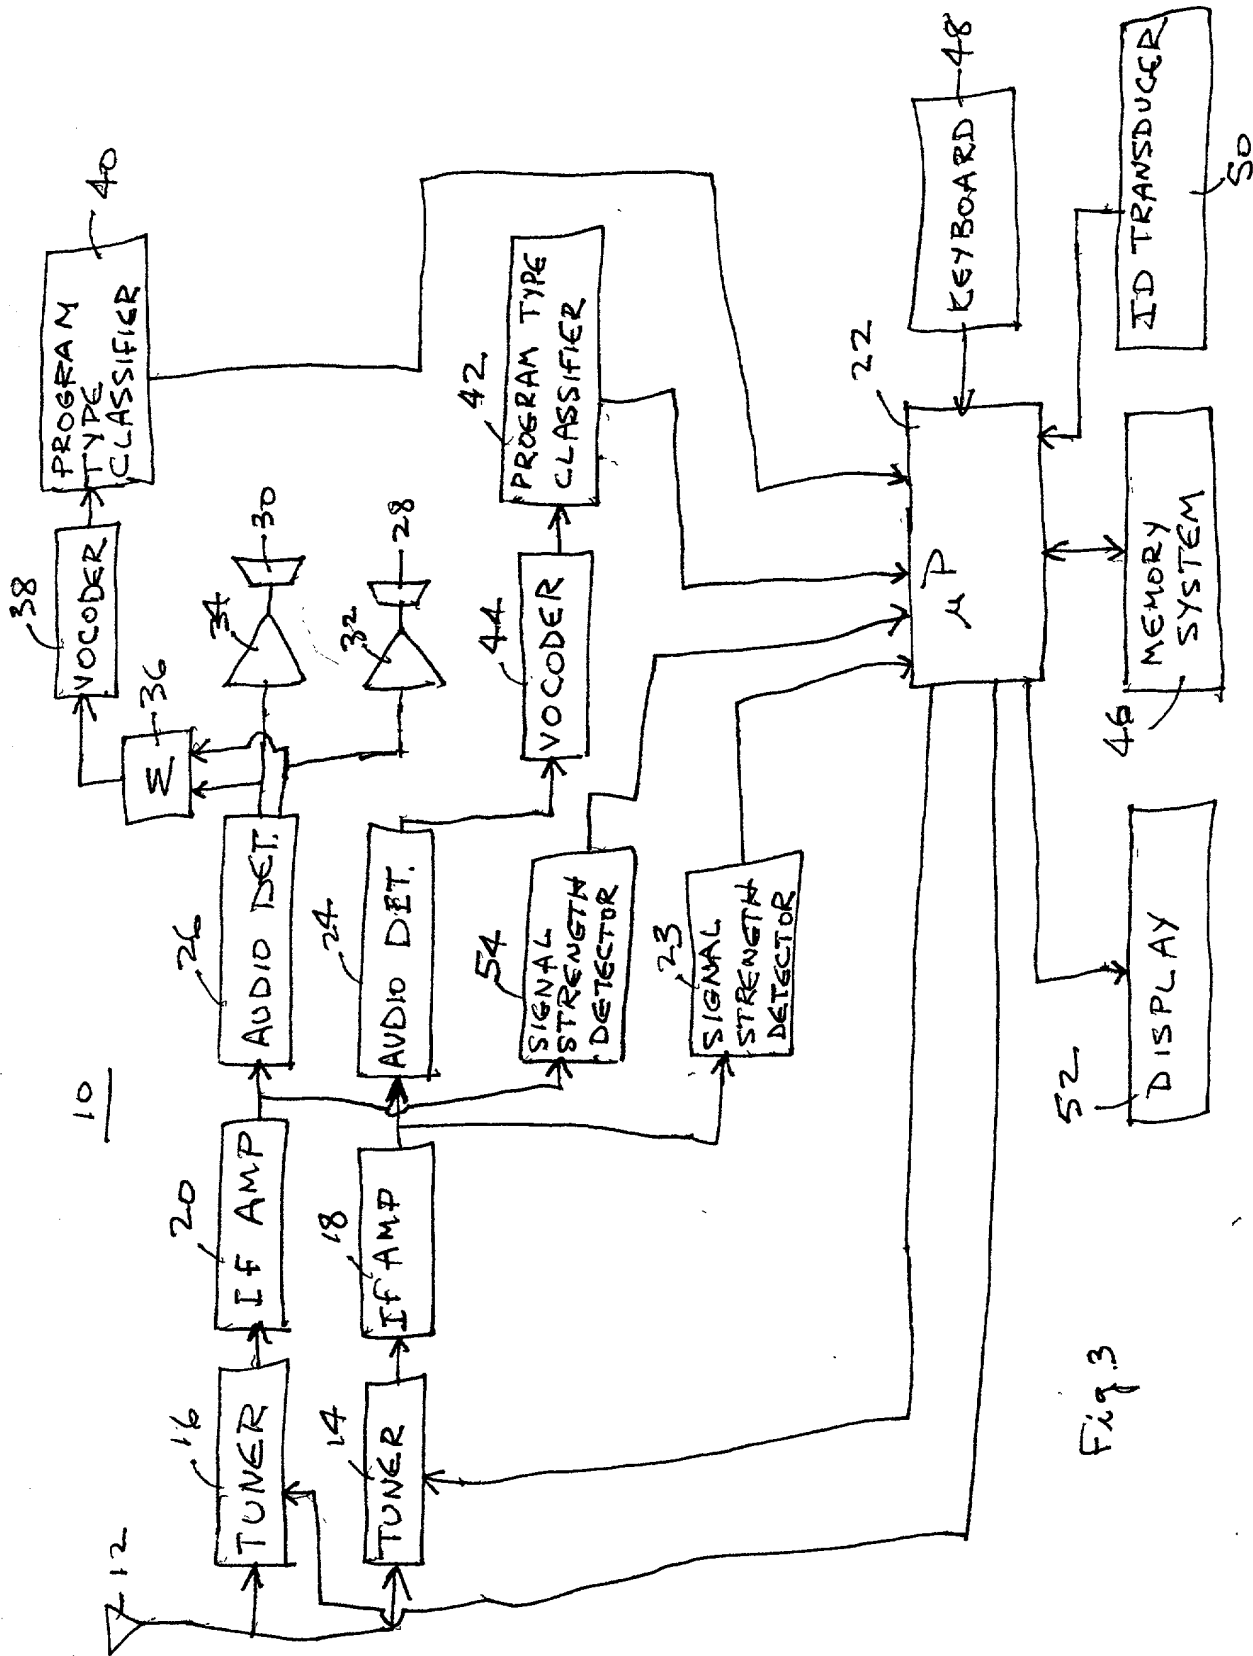 10
12
16
TUNER
20
IF AMP
26
AUDIO DET.
36
Σ
38
VOCODER
40
PROGRAM
TYPE
CLASSIFIER
34
30
14
TUNER
18
IF AMP
24
AUDIO DET.
32
28
54
SIGNAL
STRENGTH
DETECTOR
44
VOCODER
42
PROGRAM TYPE
CLASSIFIER
23
SIGNAL
STRENGTH
DETECTOR
22
μP
KEYBOARD
48
52
DISPLAY
46
MEMORY
SYSTEM
ID TRANSDUCER
50
Fig. 3